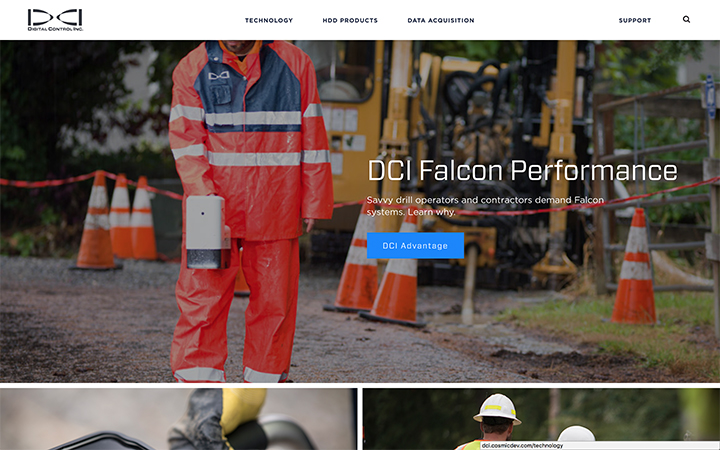 DCI
DIGITAL CONTROL INC.
TECHNOLOGY HDD PRODUCTS DATA ACQUISITION SUPPORT
DCI Falcon Performance
Savvy drill operators and contractors demand Falcon
systems. Learn why.
DCI Advantage
dci.cosmicdev.com/technology